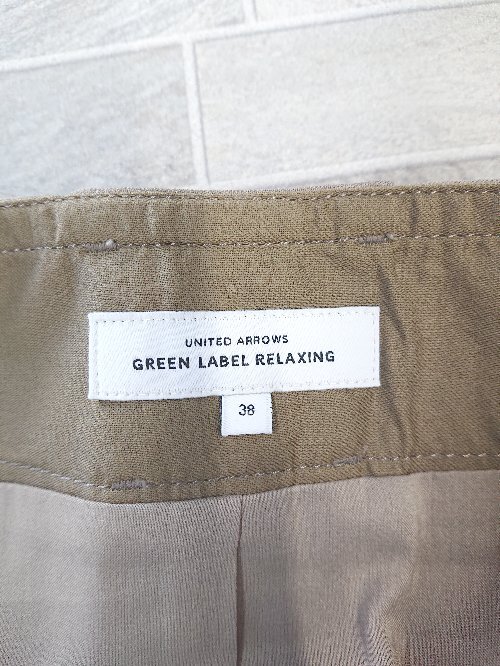 UNITED ARROWS
GREEN LABEL RELAXING
38